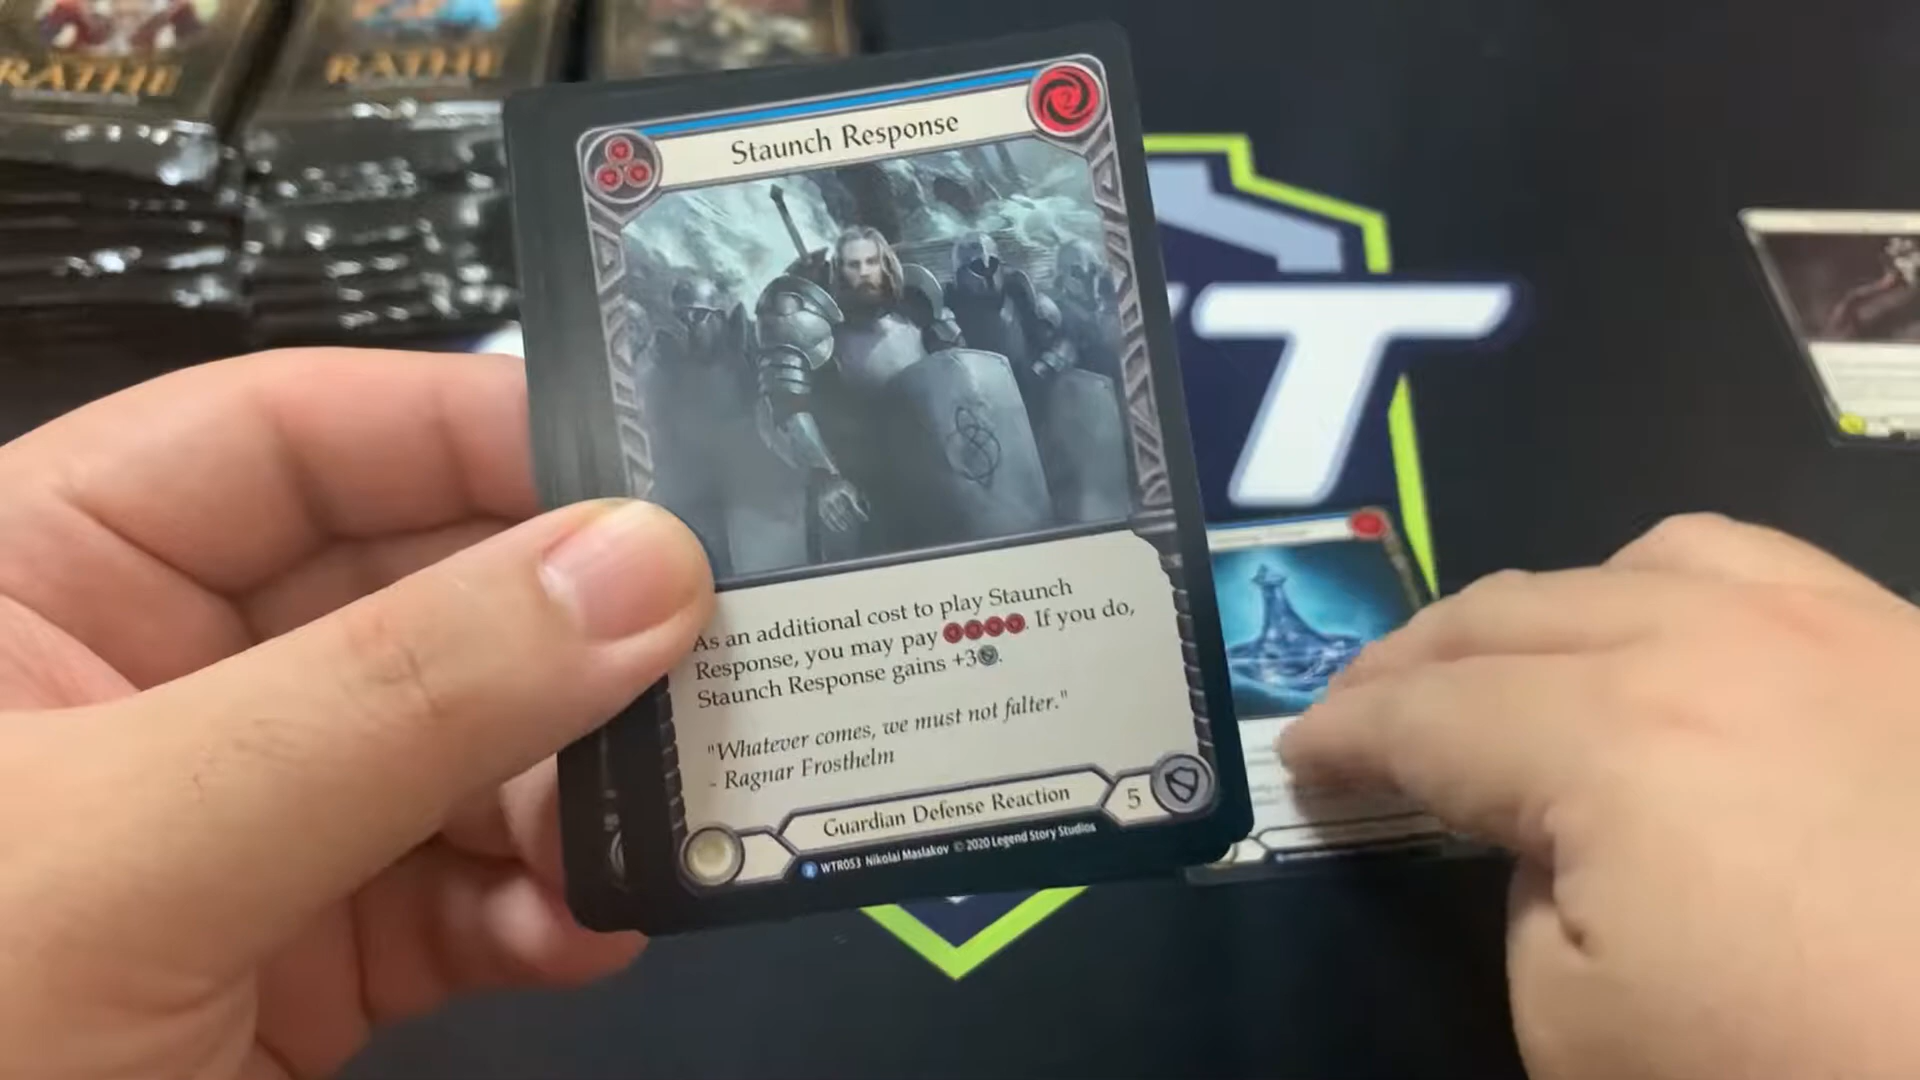 RATHE
RATHE
Staunch Response
2
As an additional cost to play Staunch
Response, you may pay. If you do,
Staunch Response gains +3.
"Whatever comes, we must not falter."
- Ragnar Frosthelm
Guardian Defense Reaction
5
R WTR053 Nikolai Maslakov © 2020 Legend Story Studios
T